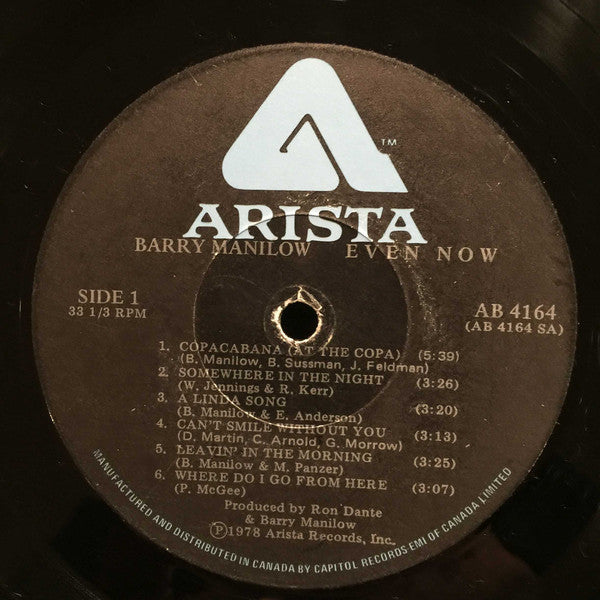 ™
ARISTA
BARRY MANILOW EVEN NOW
SIDE 1
33 1/3 RPM
AB 4164
(AB 4164 SA)
1. COPACABANA (AT THE COPA) (5:39)
(B. Manilow, B. Sussman, J. Feldman)
2. SOMEWHERE IN THE NIGHT (3:26)
(W. Jennings & R. Kerr)
3. A LINDA SONG (3:20)
(B. Manilow & E. Anderson)
4. CAN'T SMILE WITHOUT YOU (3:13)
(D. Martin, C. Arnold, G. Morrow)
5. LEAVIN' IN THE MORNING (3:25)
(B. Manilow & M. Panzer)
6. WHERE DO I GO FROM HERE (3:07)
(P. McGee)
Produced by Ron Dante
& Barry Manilow
Ⓟ1978 Arista Records, Inc.
MANUFACTURED AND DISTRIBUTED IN CANADA BY CAPITOL RECORDS EMI OF CANADA LIMITED